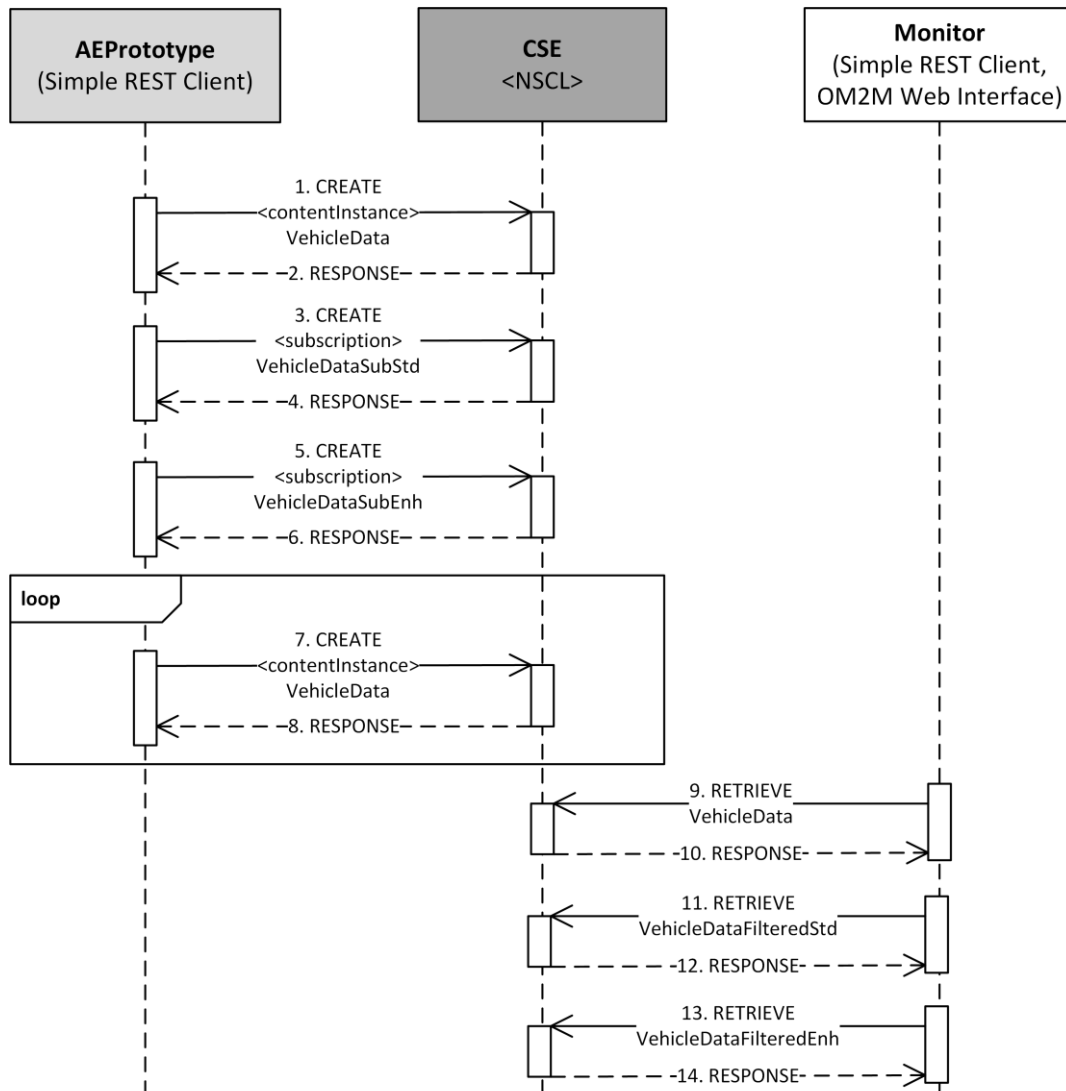 AEPrototype
(Simple REST Client)
CSE
<NSCL>
Monitor
(Simple REST Client,
OM2M Web Interface)
1. CREATE
<contentInstance>
VehicleData
2. RESPONSE
3. CREATE
<subscription>
VehicleDataSubStd
4. RESPONSE
5. CREATE
<subscription>
VehicleDataSubEnh
6. RESPONSE
loop
7. CREATE
<contentInstance>
VehicleData
8. RESPONSE
9. RETRIEVE
VehicleData
10. RESPONSE
11. RETRIEVE
VehicleDataFilteredStd
12. RESPONSE
13. RETRIEVE
VehicleDataFilteredEnh
14. RESPONSE